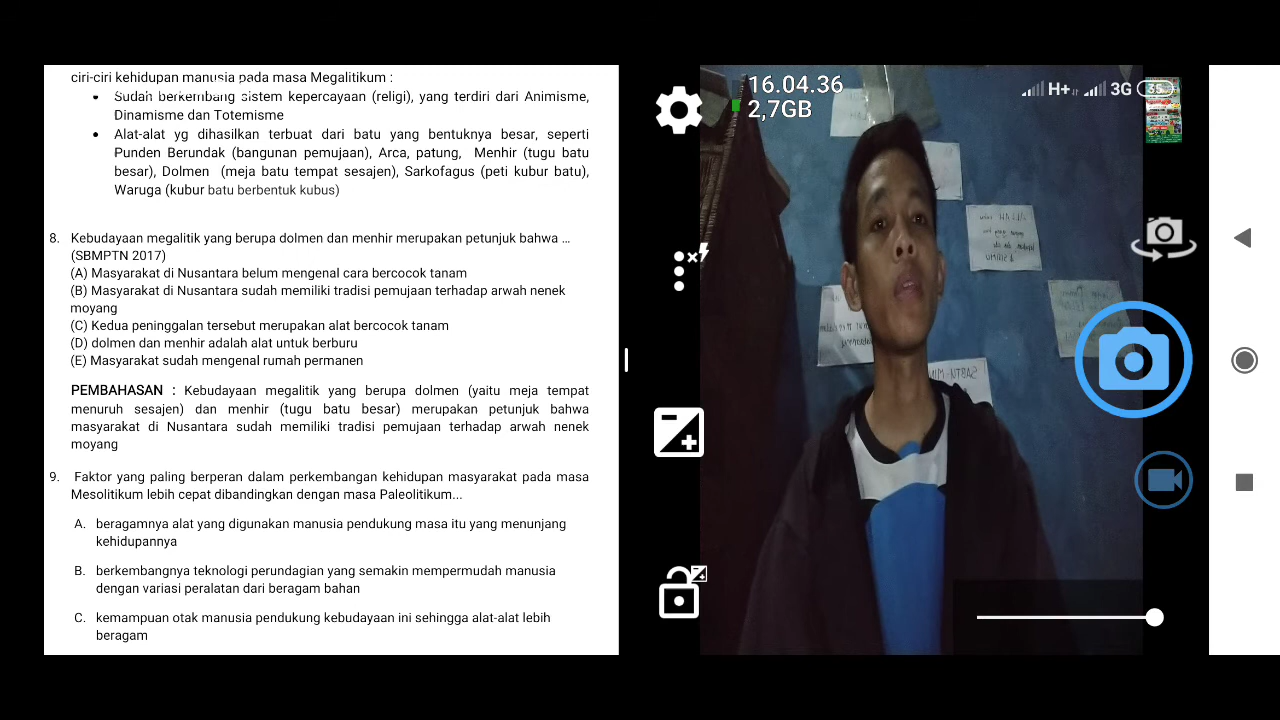 ciri-ciri kehidupan manusia pada masa Megalitikum :
• Sudah berkembang sistem kepercayaan (religi), yang terdiri dari Animisme,
Dinamisme dan Totemisme
• Alat-alat yg dihasilkan terbuat dari batu yang bentuknya besar, seperti
Punden Berundak (bangunan pemujaan), Arca, patung, Menhir (tugu batu
besar), Dolmen (meja batu tempat sesajen), Sarkofagus (peti kubur batu),
Waruga (kubur batu berbentuk kubus)
8. Kebudayaan megalitik yang berupa dolmen dan menhir merupakan petunjuk bahwa ...
(SBMPTN 2017)
(A) Masyarakat di Nusantara belum mengenal cara bercocok tanam
(B) Masyarakat di Nusantara sudah memiliki tradisi pemujaan terhadap arwah nenek
moyang
(C) Kedua peninggalan tersebut merupakan alat bercocok tanam
(D) dolmen dan menhir adalah alat untuk berburu
(E) Masyarakat sudah mengenal rumah permanen
PEMBAHASAN : Kebudayaan megalitik yang berupa dolmen (yaitu meja tempat
menuruh sesajen) dan menhir (tugu batu besar) merupakan petunjuk bahwa
masyarakat di Nusantara sudah memiliki tradisi pemujaan terhadap arwah nenek
moyang
9. Faktor yang paling berperan dalam perkembangan kehidupan masyarakat pada masa
Mesolitikum lebih cepat dibandingkan dengan masa Paleolitikum...
A. beragamnya alat yang digunakan manusia pendukung masa itu yang menunjang
kehidupannya
B. berkembangnya teknologi perundagian yang semakin mempermudah manusia
dengan variasi peralatan dari beragam bahan
C. kemampuan otak manusia pendukung kebudayaan ini sehingga alat-alat lebih
beragam
16.04.36
2,7GB
H+
3G
35